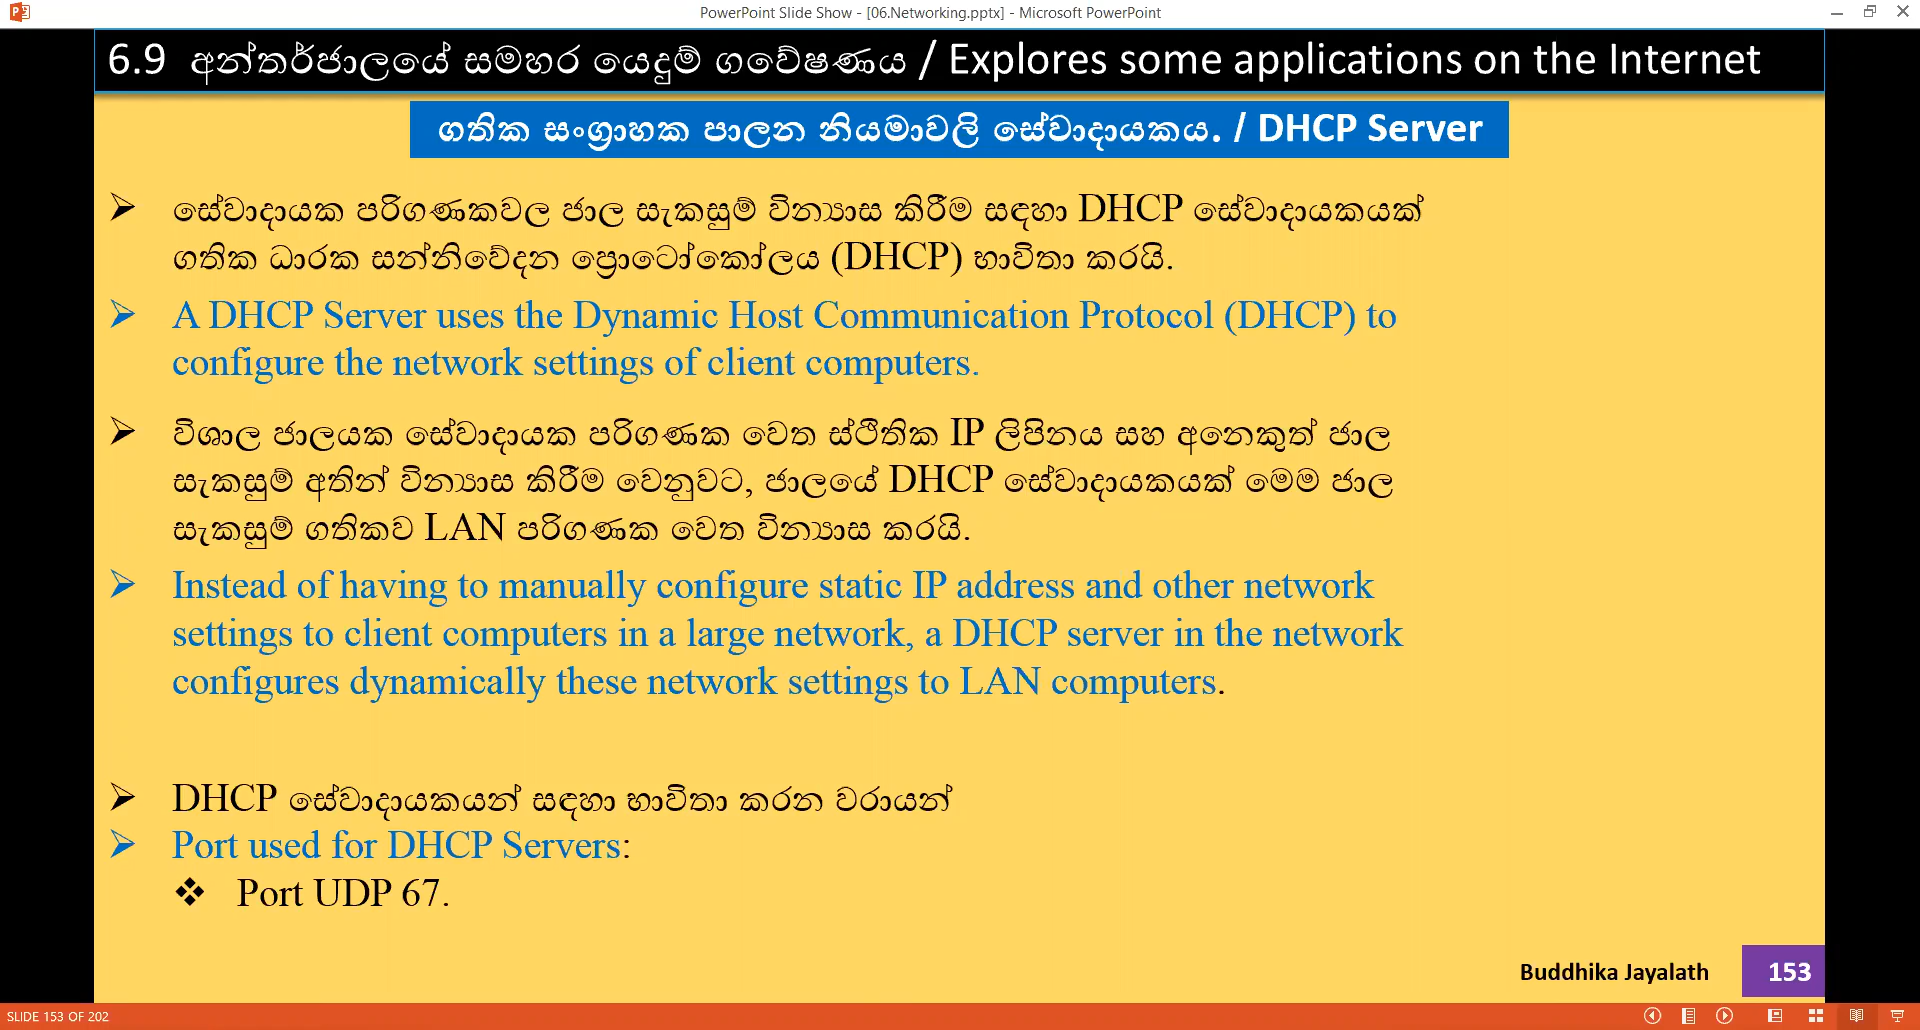 PowerPoint Slide Show - [06.Networking.pptx] - Microsoft PowerPoint
6.9 අන්තර්ජාලයේ සමහර යෙදුම් ගවේෂණය / Explores some applications on the Internet
ගතික සංග්‍රාහක පාලන නියමාවලි සේවාදායකය. / DHCP Server
➢ සේවාදායක පරිගණකවල ජාල සැකසුම් වින්‍යාස කිරීම සඳහා DHCP සේවාදායකයක්
ගතික ධාරක සන්නිවේදන ප්‍රොටෝකෝලය (DHCP) භාවිතා කරයි.
➢ A DHCP Server uses the Dynamic Host Communication Protocol (DHCP) to
configure the network settings of client computers.
➢ විශාල ජාලයක සේවාදායක පරිගණක වෙත ස්ථිතික IP ලිපිනය සහ අනෙකුත් ජාල
සැකසුම් අතින් වින්‍යාස කිරීම වෙනුවට, ජාලයේ DHCP සේවාදායකයක් මෙම ජාල
සැකසුම් ගතිකව LAN පරිගණක වෙත වින්‍යාස කරයි.
➢ Instead of having to manually configure static IP address and other network
settings to client computers in a large network, a DHCP server in the network
configures dynamically these network settings to LAN computers.
➢ DHCP සේවාදායකයන් සඳහා භාවිතා කරන වරායන්
➢ Port used for DHCP Servers:
❖ Port UDP 67.
Buddhika Jayalath 153
SLIDE 153 OF 202